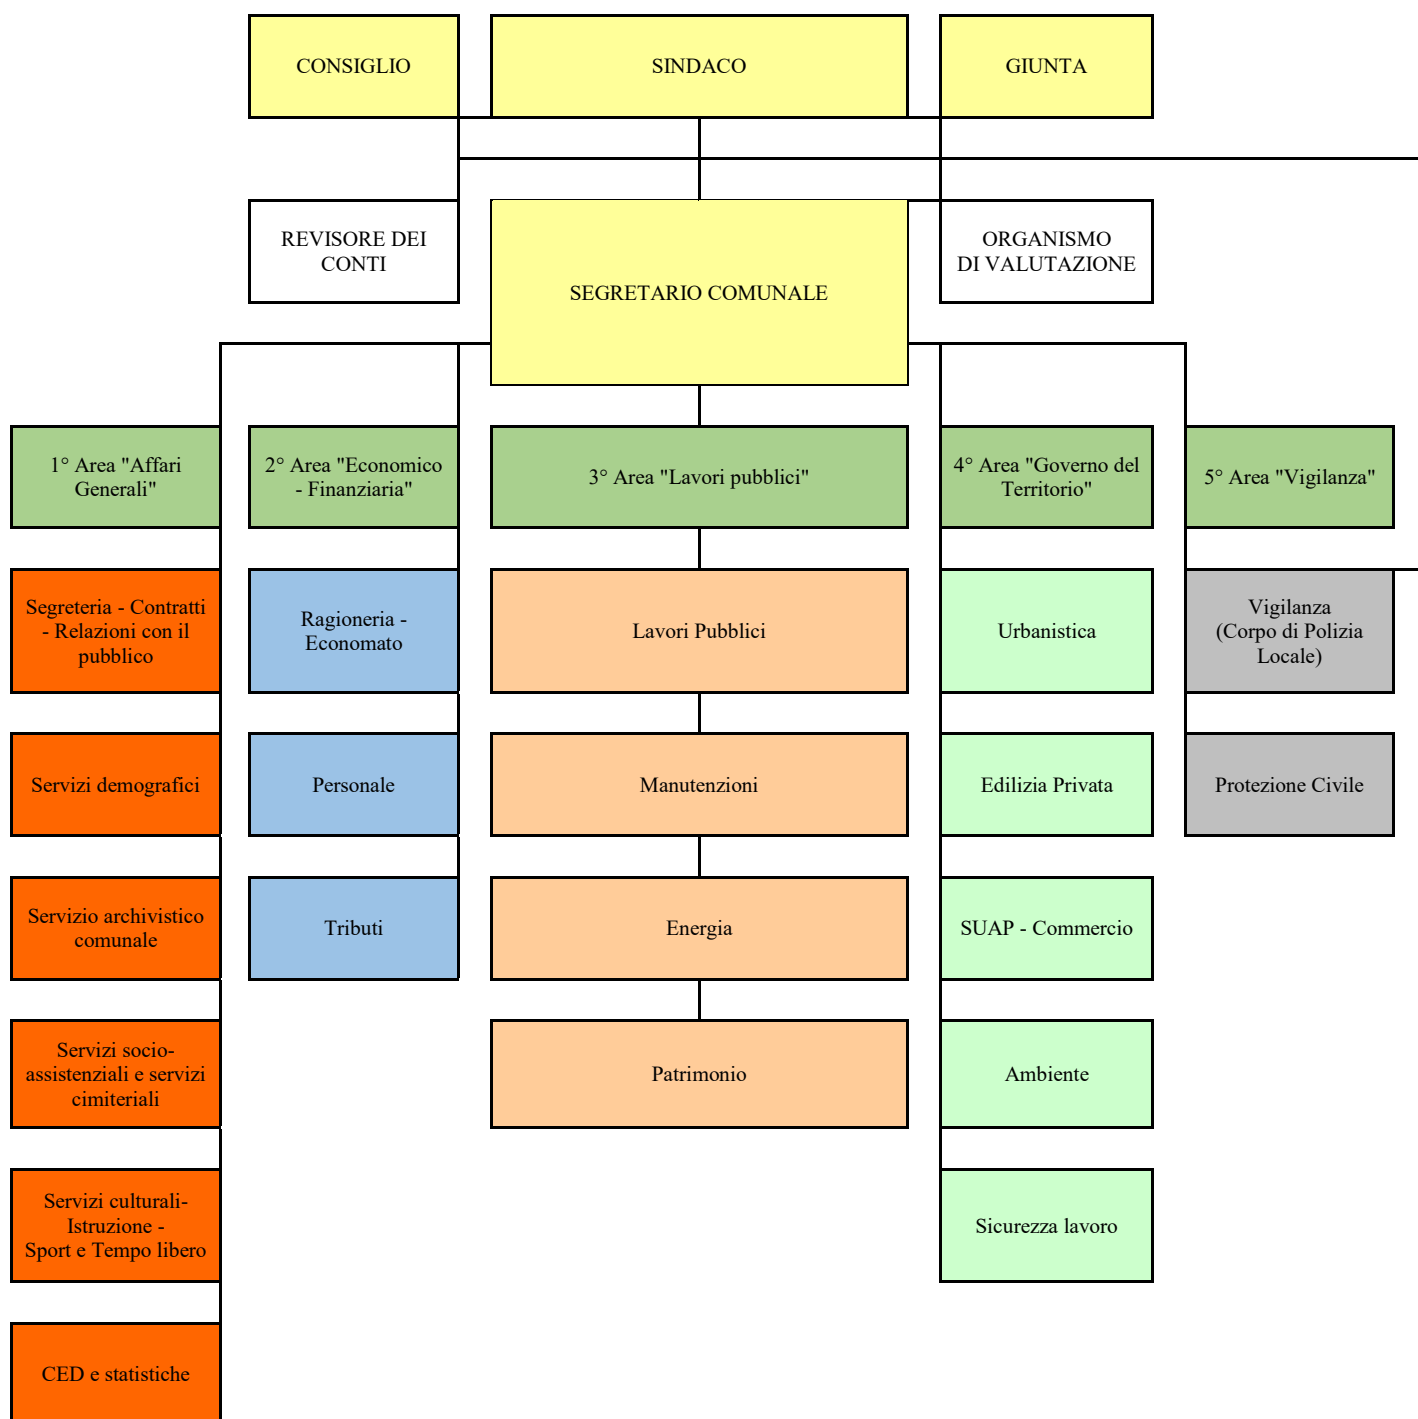 CONSIGLIO
SINDACO
GIUNTA
REVISORE DEI
CONTI
SEGRETARIO COMUNALE
ORGANISMO
DI VALUTAZIONE
1° Area "Affari
Generali"
2° Area "Economico
- Finanziaria"
3° Area "Lavori pubblici"
4° Area "Governo del
Territorio"
5° Area "Vigilanza"
Segreteria - Contratti
- Relazioni con il
pubblico
Ragioneria -
Economato
Lavori Pubblici
Urbanistica
Vigilanza
(Corpo di Polizia
Locale)
Servizi demografici
Personale
Manutenzioni
Edilizia Privata
Protezione Civile
Servizio archivistico
comunale
Tributi
Energia
SUAP - Commercio
Servizi socio-
assistenziali e servizi
cimiteriali
Patrimonio
Ambiente
Servizi culturali-
Istruzione -
Sport e Tempo libero
Sicurezza lavoro
CED e statistiche